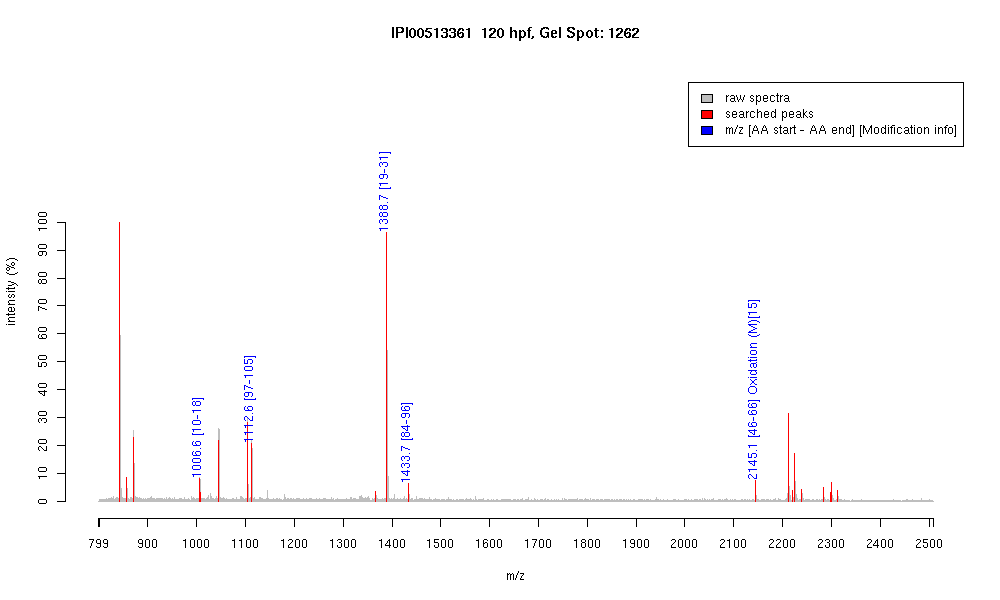 IPI00513361 120 hpf, Gel Spot: 1262
raw spectra
searched peaks
m/z [AA start - AA end] [Modification info]
intensity (%)
100
90
80
70
60
50
40
30
20
10
0
1006.6 [10-18]
1112.6 [97-105]
1388.7 [19-31]
1433.7 [84-96]
2145.1 [46-66] Oxidation (M)[15]
799 900 1000 1100 1200 1300 1400 1500 1600 1700 1800 1900 2000 2100 2200 2300 2400 2500
m/z